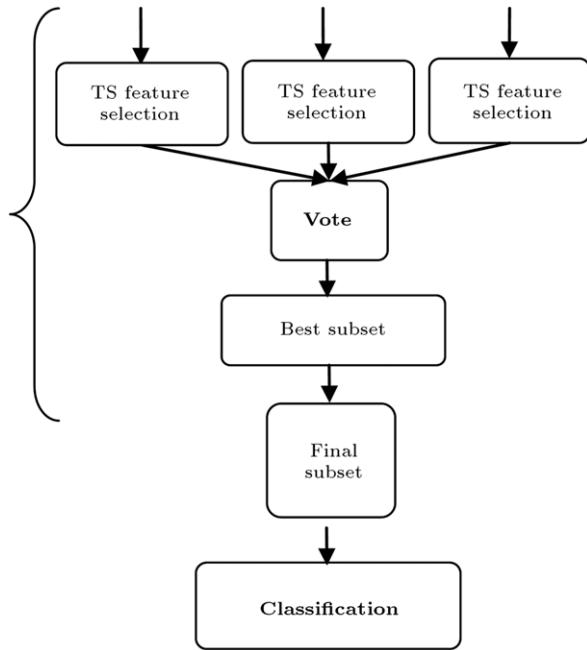 TS feature
selection
TS feature
selection
TS feature
selection
Vote
Best subset
Final
subset
Classification